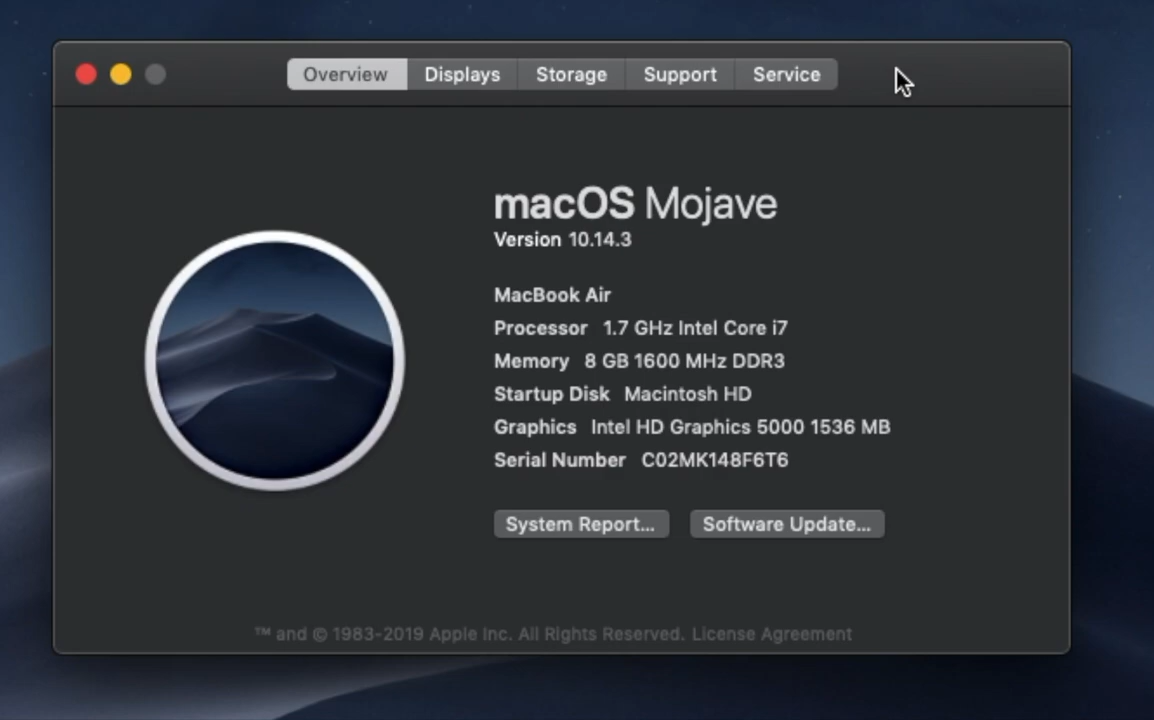 Overview Displays Storage Support Service
macOS Mojave
Version 10.14.3
MacBook Air
Processor 1.7 GHz Intel Core i7
Memory 8 GB 1600 MHz DDR3
Startup Disk Macintosh HD
Graphics Intel HD Graphics 5000 1536 MB
Serial Number C02MK148F6T6
System Report... Software Update...
™ and © 1983-2019 Apple Inc. All Rights Reserved. License Agreement